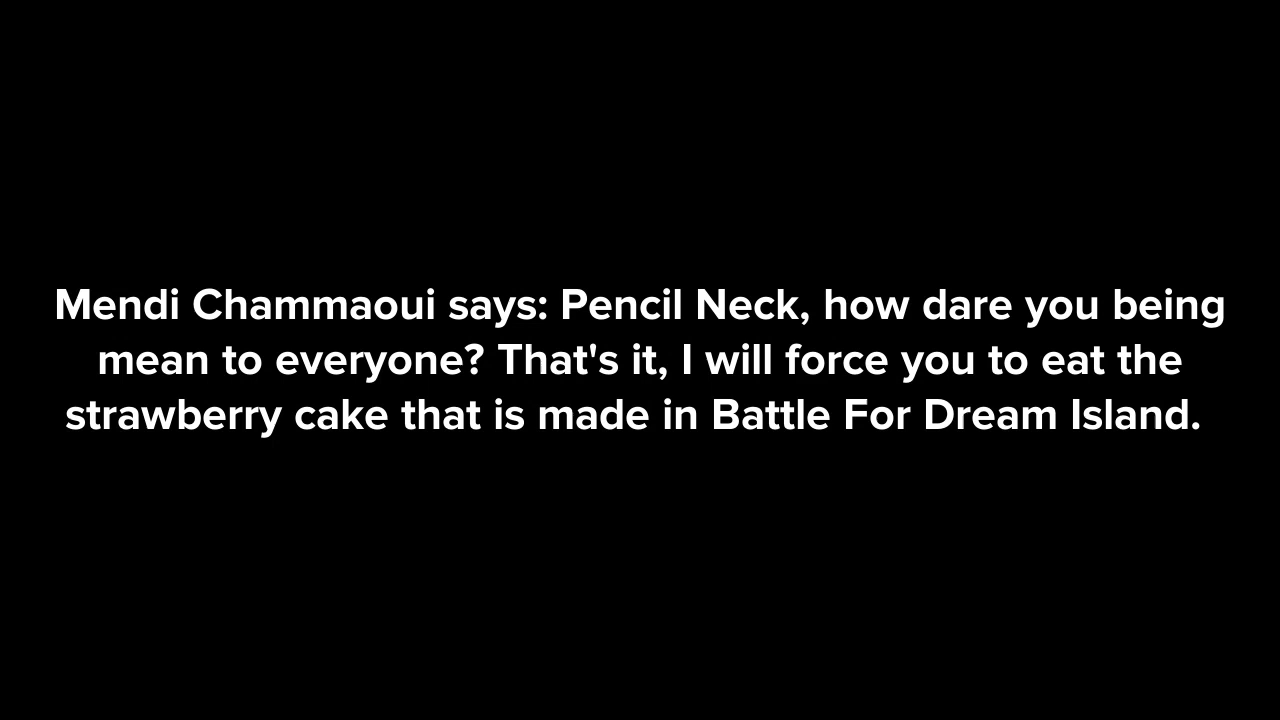 Mendi Chammaoui says: Pencil Neck, how dare you being
mean to everyone? That's it, I will force you to eat the
strawberry cake that is made in Battle For Dream Island.